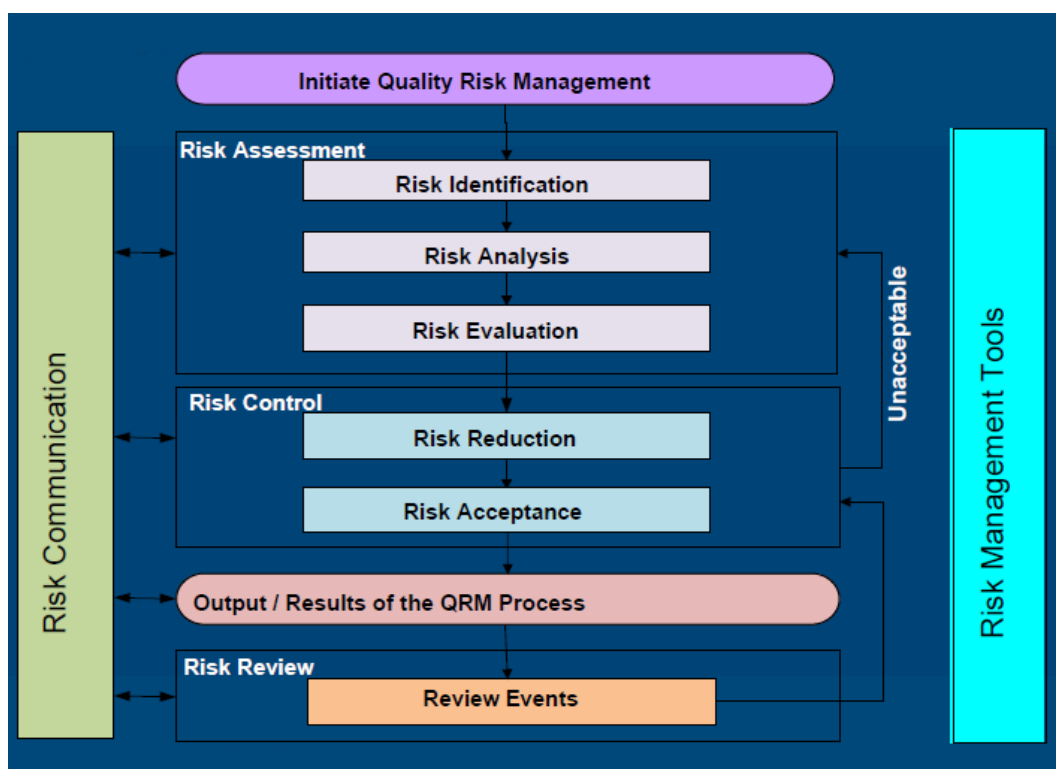 Initiate Quality Risk Management
Risk Assessment
Risk Identification
Risk Analysis
Risk Evaluation
Risk Control
Risk Reduction
Risk Acceptance
Output / Results of the QRM Process
Risk Review
Review Events
Risk Communication
Unacceptable
Risk Management Tools